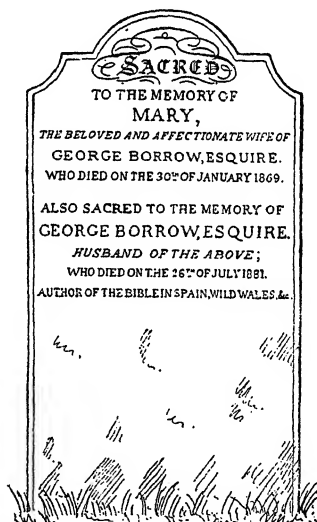 SACRED
TO THE MEMORY OF
MARY,
THE BELOVED AND AFFECTIONATE WIFE OF
GEORGE BORROW, ESQUIRE.
WHO DIED ON THE 30TH OF JANUARY 1869.
ALSO SACRED TO THE MEMORY OF
GEORGE BORROW, ESQUIRE.
HUSBAND OF THE ABOVE;
WHO DIED ON THE 26TH OF JULY 1881.
AUTHOR OF THE BIBLE IN SPAIN, WILD WALES, &c.